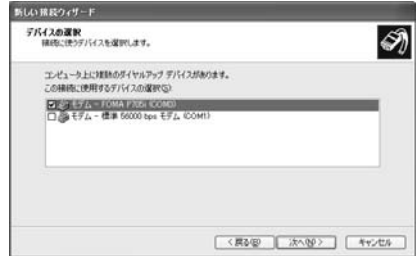 新しい接続ウィザード
デバイスの選択
接続に使うデバイスを選択します。
コンピュータ上に複数のダイヤルアップ デバイスがあります。
この接続に使用するデバイスの選択(S):
モデム - FOMA P705i (COM3)
モデム - 標準 56000 bps モデム (COM1)
< 戻る(B)
次へ(N) >
キャンセル